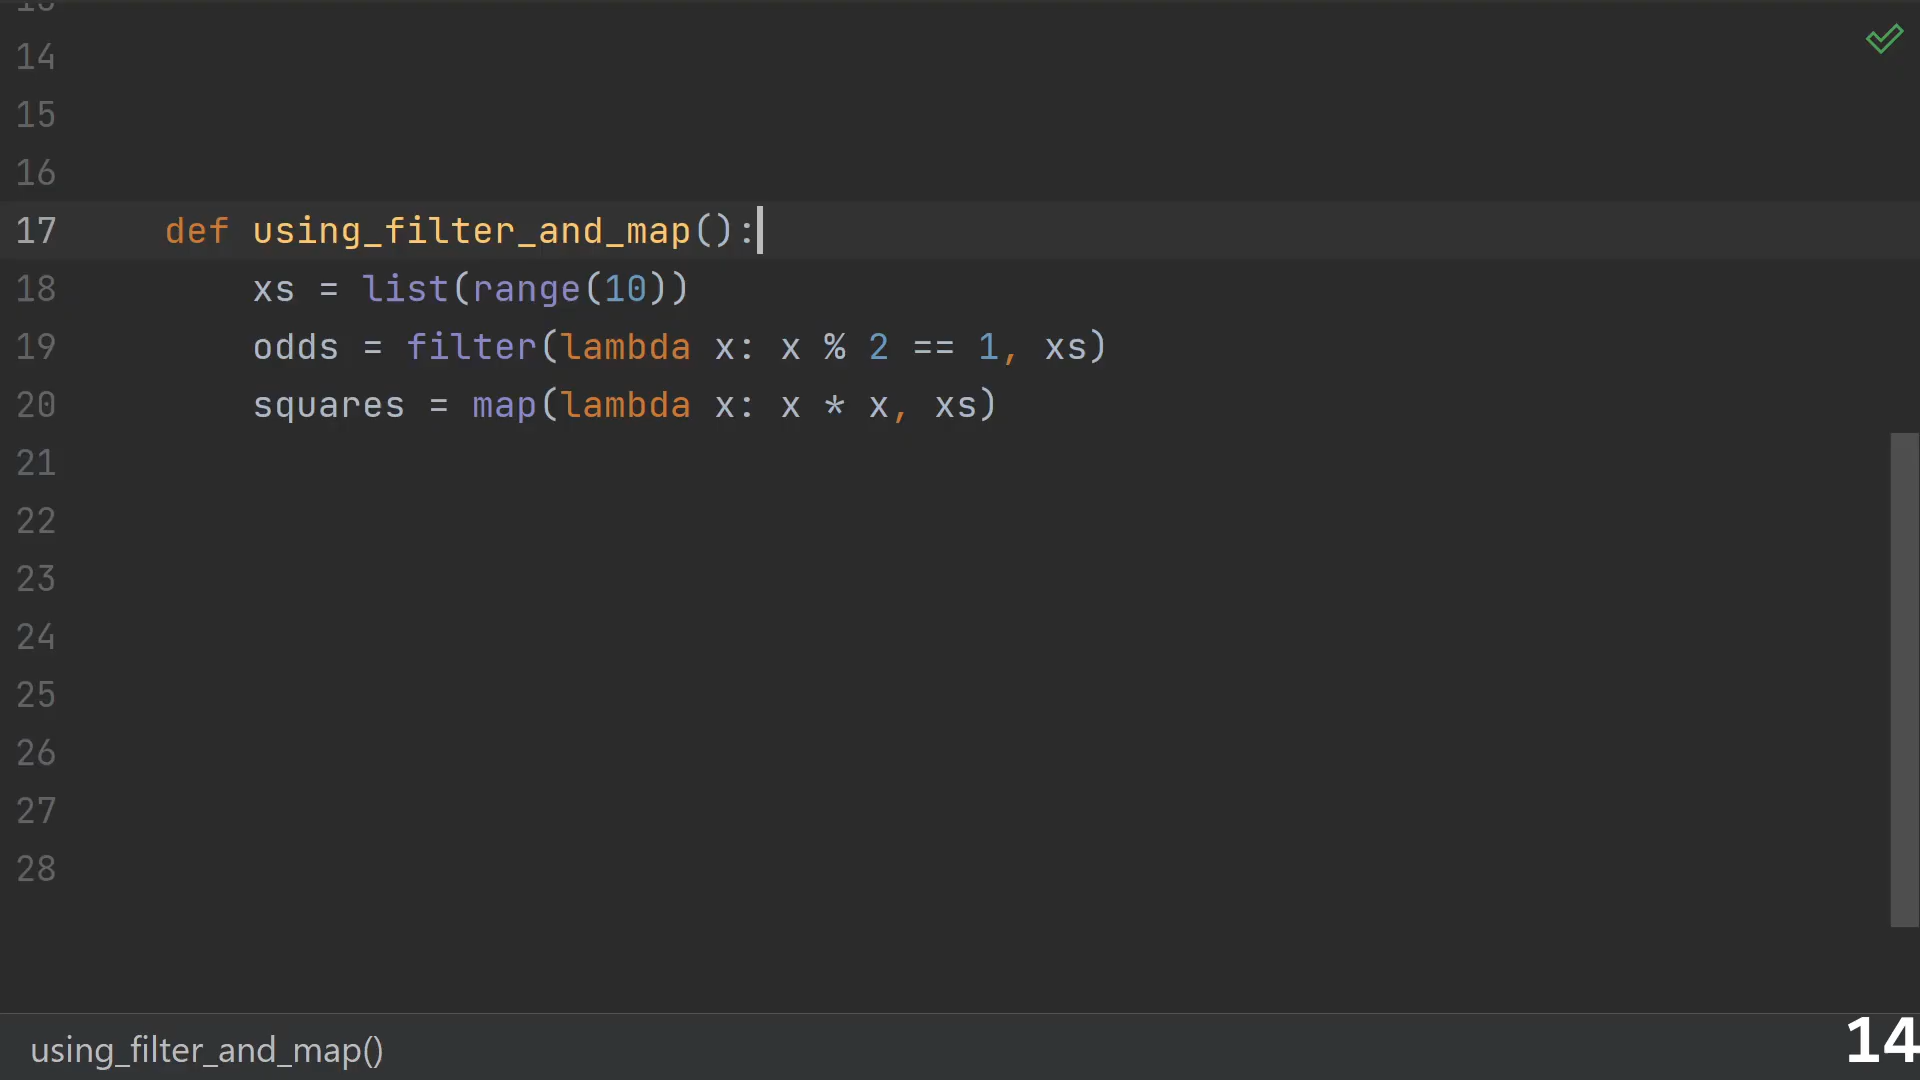 14
15
16
17 def using_filter_and_map():
18 xs = list(range(10))
19 odds = filter(lambda x: x % 2 == 1, xs)
20 squares = map(lambda x: x * x, xs)
21
22
23
24
25
26
27
28
using_filter_and_map()
14